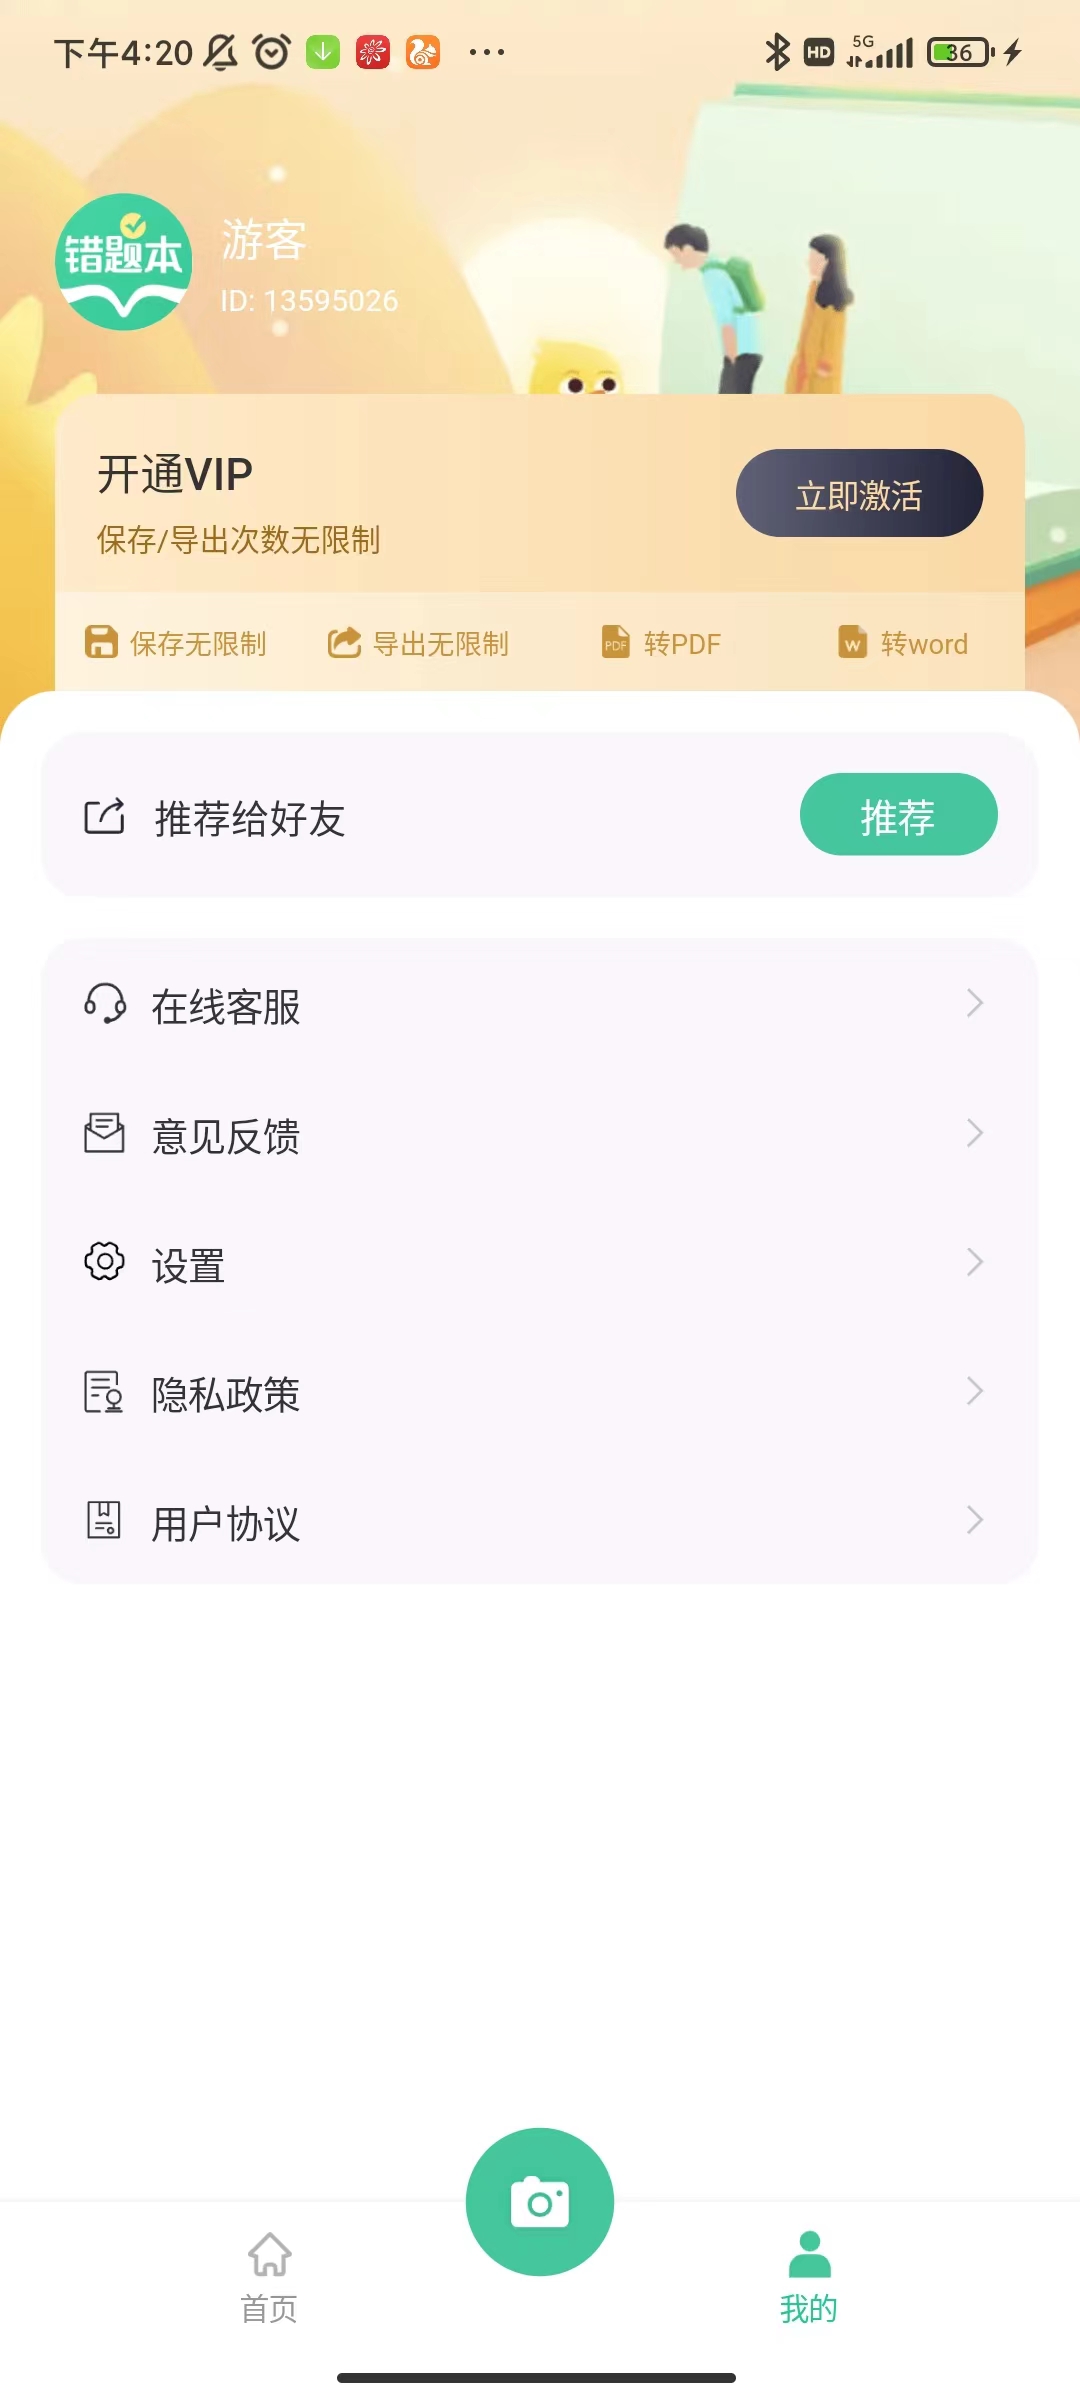 下午4:20
HD 5G 36
错题本
游客
ID: 13595026
开通VIP
立即激活
保存/导出次数无限制
保存无限制 导出无限制 PDF 转PDF W 转word
推荐给好友
推荐
在线客服
意见反馈
设置
隐私政策
用户协议
首页
我的